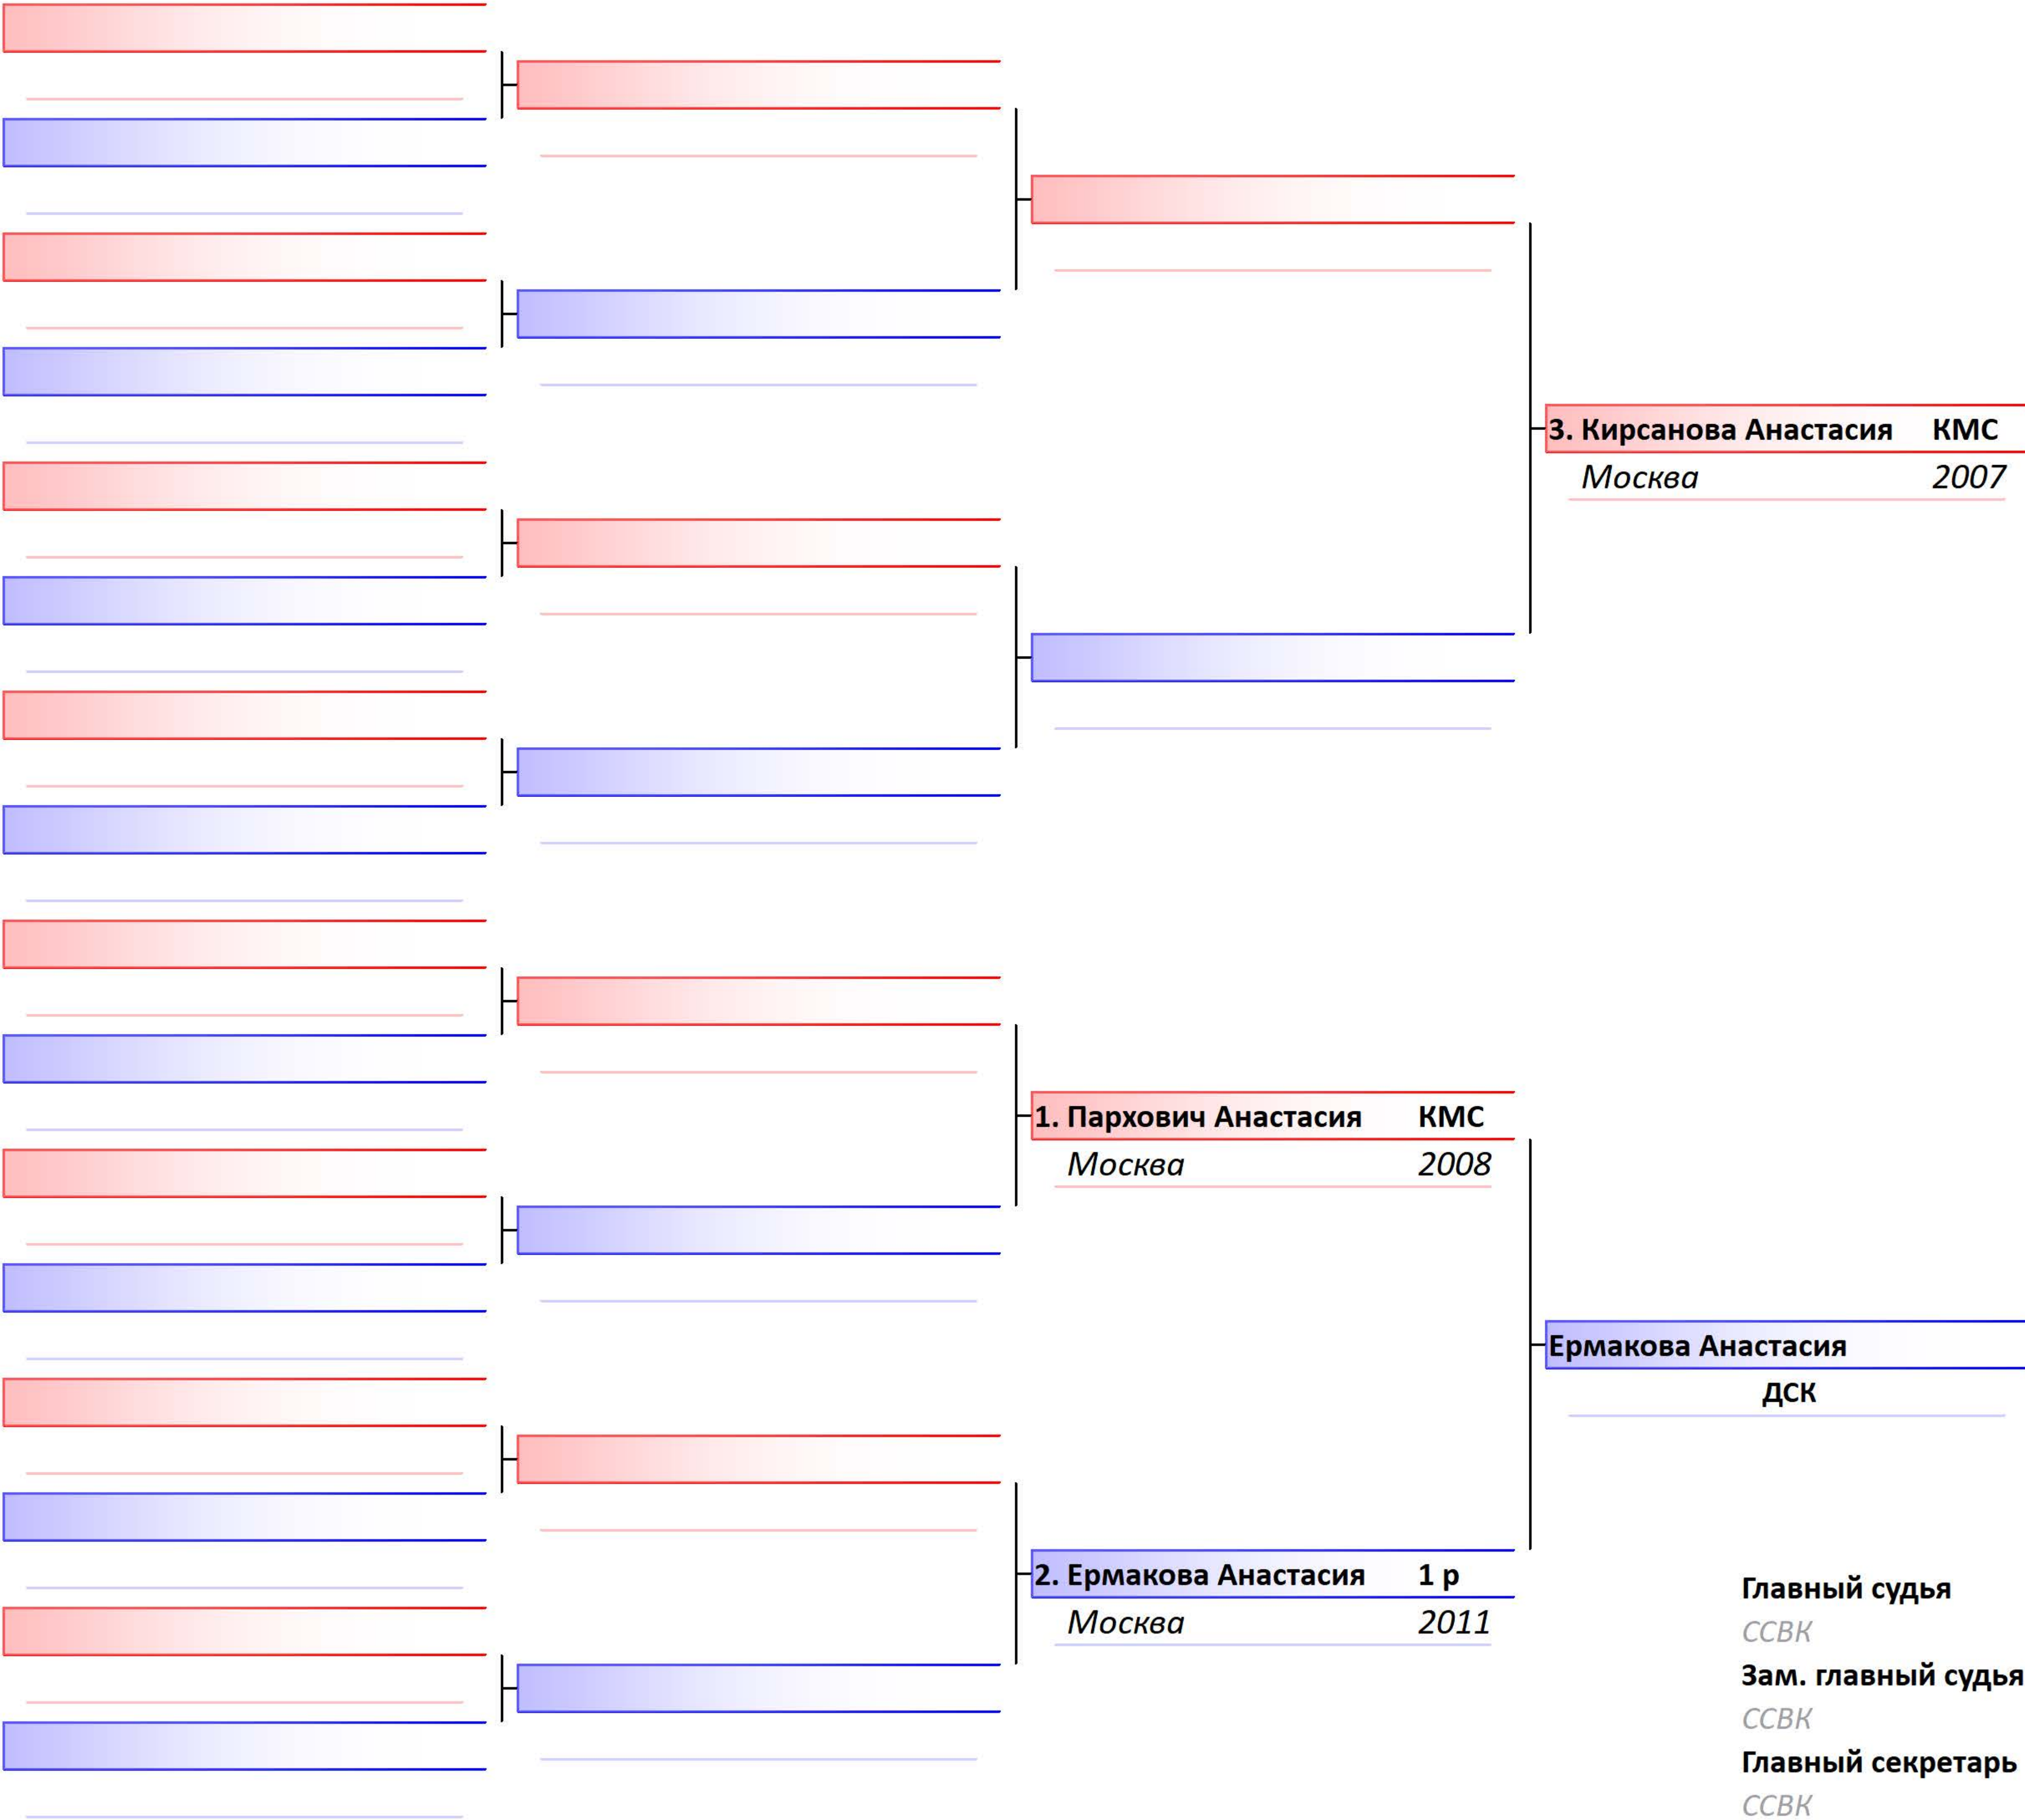 3. Кирсанова Анастасия КМС
Москва 2007
1. Пархович Анастасия КМС
Москва 2008
Ермакова Анастасия
ДСК
2. Ермакова Анастасия 1 р
Москва 2011
Главный судья
ССВК
Зам. главный судья
ССВК
Главный секретарь
ССВК